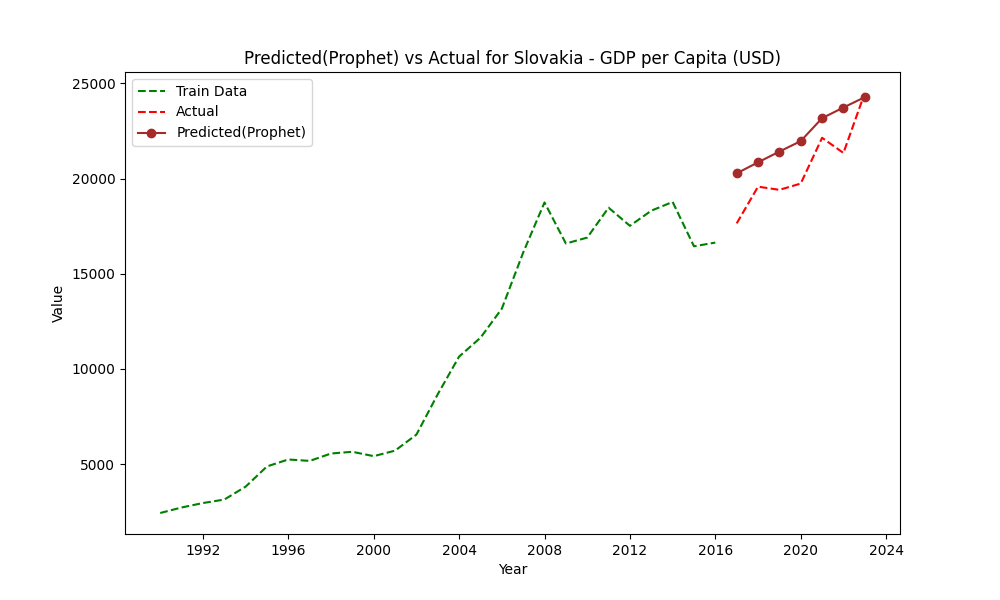 Predicted(Prophet) vs Actual for Slovakia - GDP per Capita (USD)
Train Data
Actual
Predicted(Prophet)
25000
20000
15000
10000
5000
Value
1992 1996 2000 2004 2008 2012 2016 2020 2024
Year